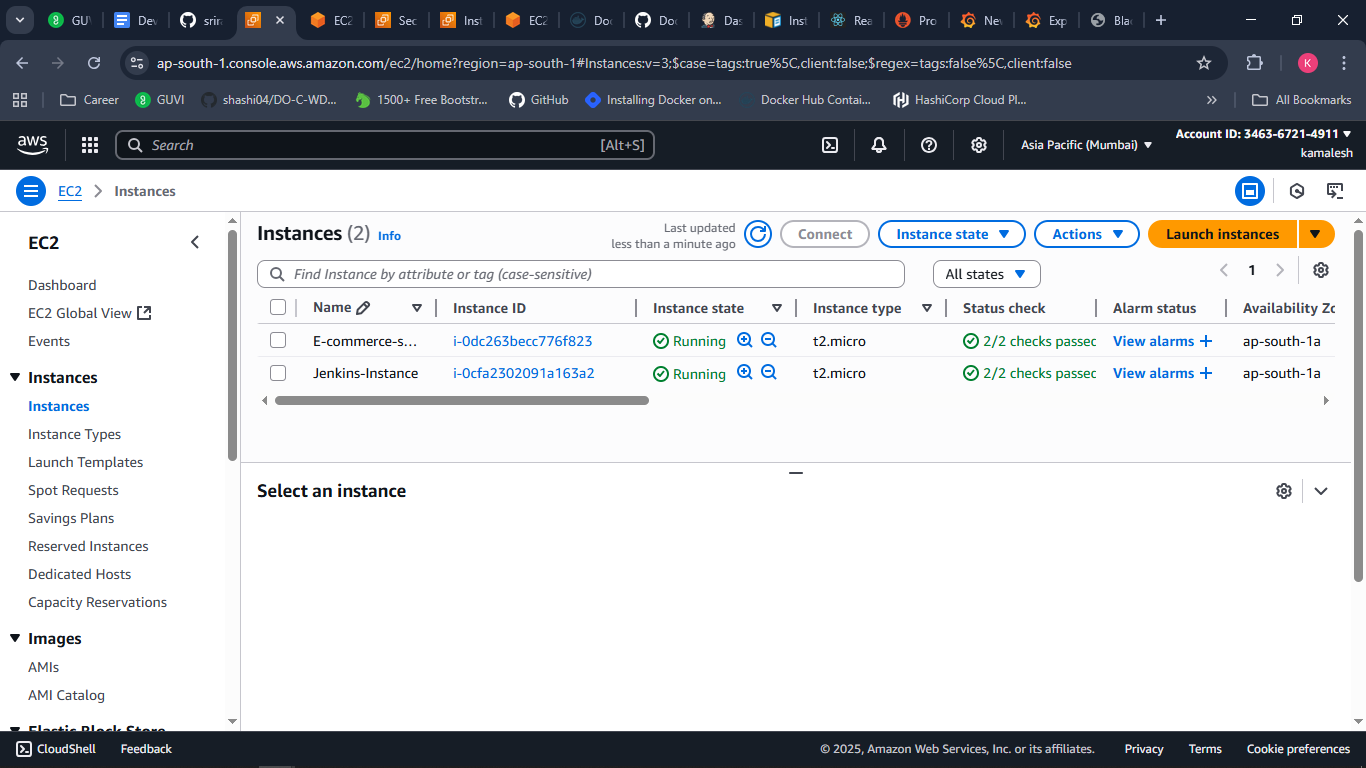 GUV
Dev
srira
EC2
Sec
Inst
EC2
Doc
Doc
Das
Inst
Rea
Pro
Nev
Exp
Blac
ap-south-1.console.aws.amazon.com/ec2/home?region=ap-south-1#Instances:v=3;$case=tags:true%5C,client:false;$regex=tags:false%5C,client:false
K
Career
GUVI
shashi04/DO-C-WD...
1500+ Free Bootstr...
GitHub
Installing Docker on...
Docker Hub Contai...
HashiCorp Cloud Pl...
All Bookmarks
aws
Search
[Alt+S]
Asia Pacific (Mumbai)
Account ID: 3463-6721-4911
kamalesh
EC2
Instances
EC2
Dashboard
EC2 Global View
Events
Instances
Instances
Instance Types
Launch Templates
Spot Requests
Savings Plans
Reserved Instances
Dedicated Hosts
Capacity Reservations
Images
AMIs
AMI Catalog
Elastic Block Store
Instances (2) Info
Last updated
less than a minute ago
Connect
Instance state
Actions
Launch instances
Find Instance by attribute or tag (case-sensitive)
All states
1
Name Instance ID Instance state Instance type Status check Alarm status Availability Zo
E-commerce-s... i-0dc263becc776f823 Running t2.micro 2/2 checks passed View alarms + ap-south-1a
Jenkins-Instance i-0cfa2302091a163a2 Running t2.micro 2/2 checks passed View alarms + ap-south-1a
Select an instance
CloudShell
Feedback
© 2025, Amazon Web Services, Inc. or its affiliates.
Privacy
Terms
Cookie preferences